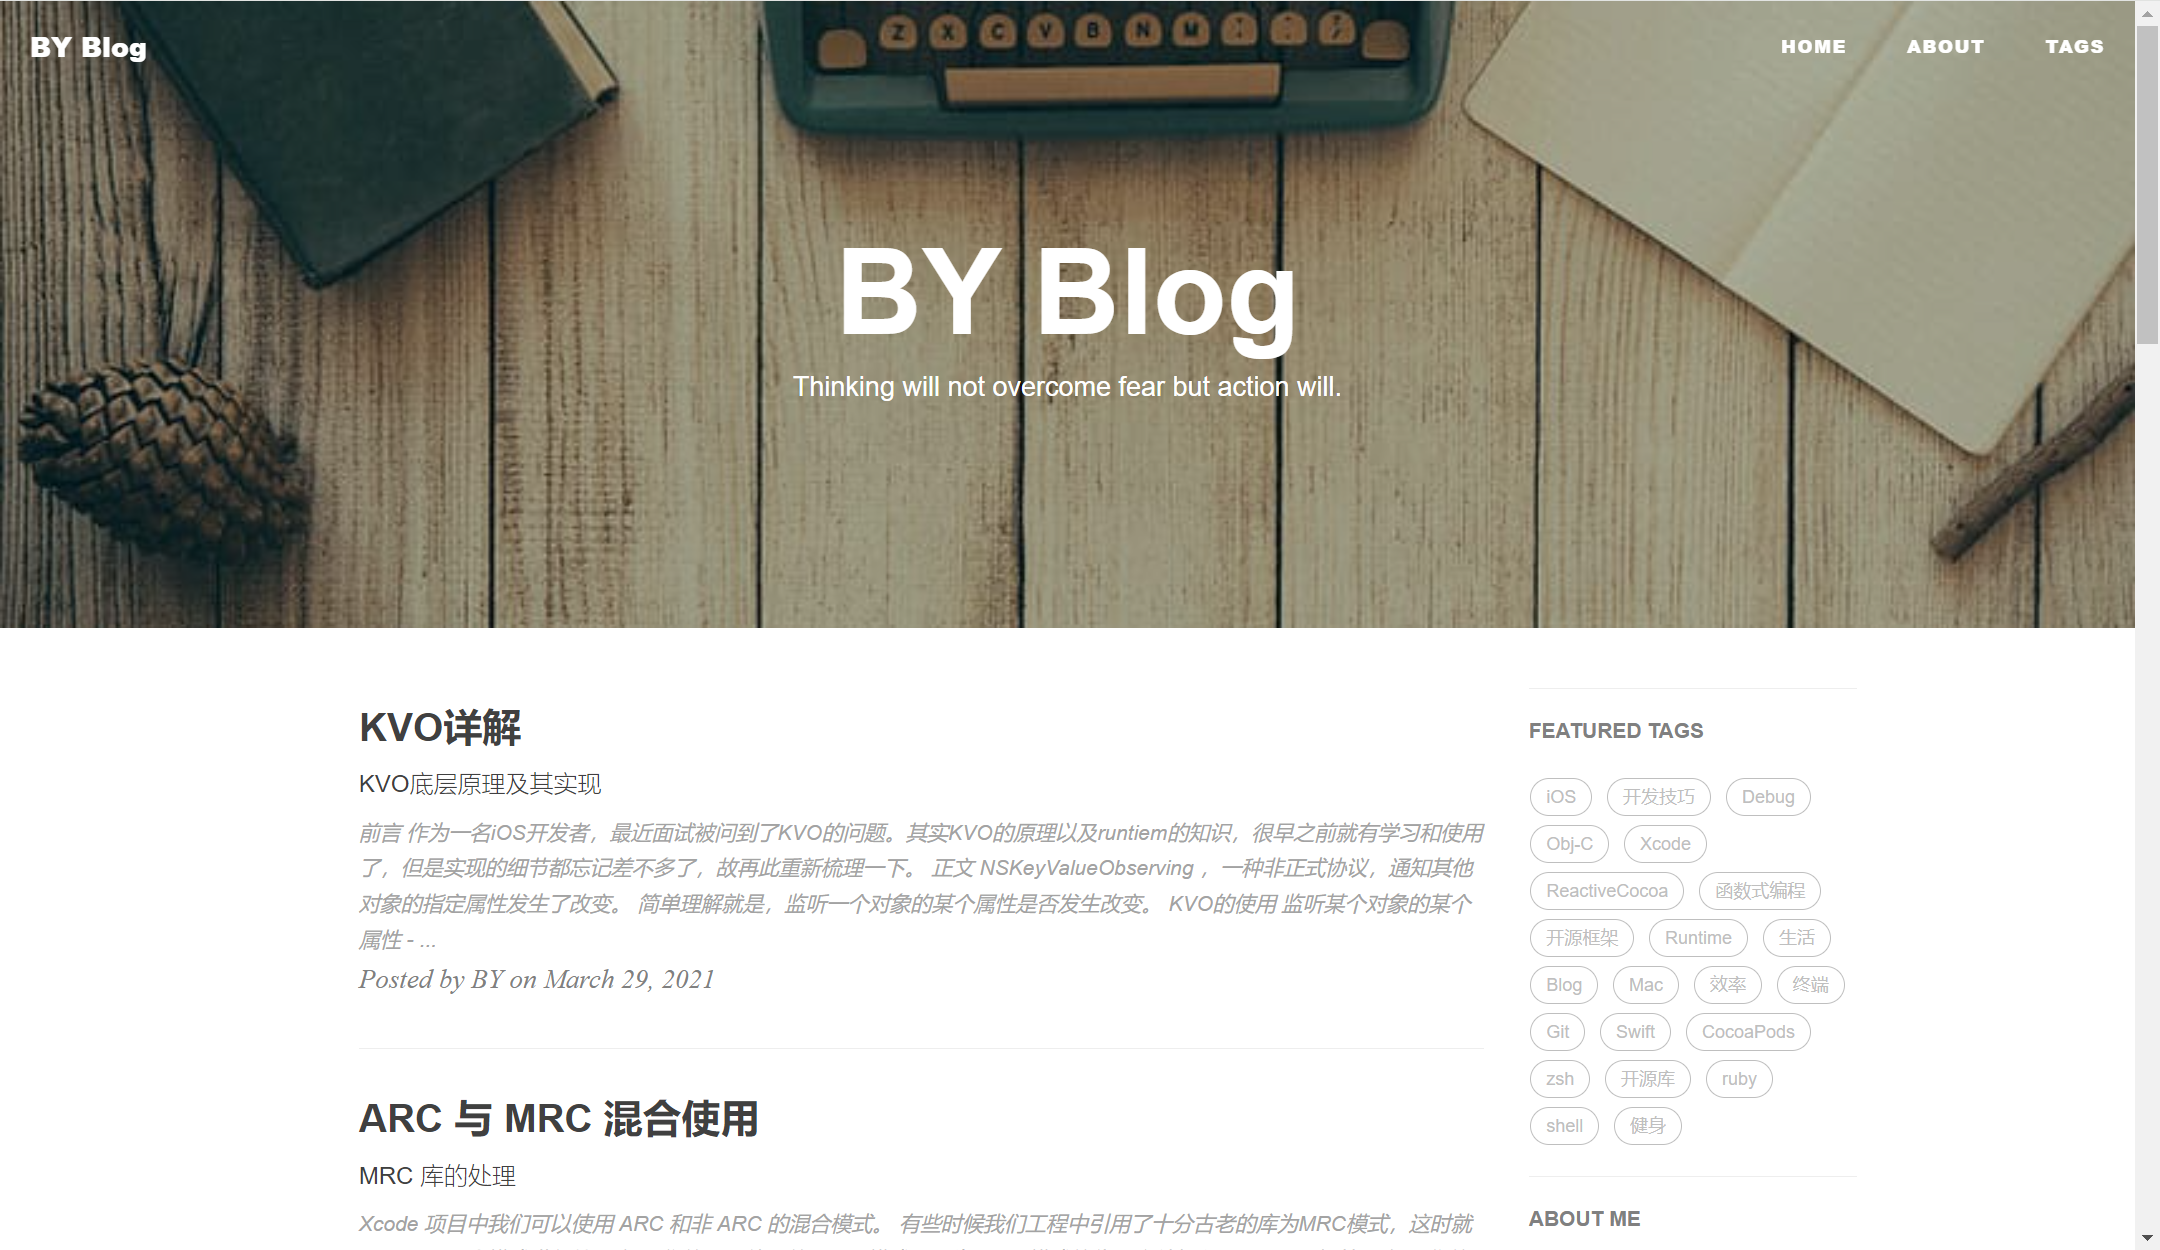 BY Blog
HOME ABOUT TAGS
Z X C V B N M
BY Blog
Thinking will not overcome fear but action will.
KVO详解
KVO底层原理及其实现
前言 作为一名iOS开发者，最近面试被问到了KVO的问题。其实KVO的原理以及runtiem的知识，很早之前就有学习和使用
了，但是实现的细节都忘记差不多了，故再此重新梳理一下。 正文 NSKeyValueObserving ，一种非正式协议，通知其他
对象的指定属性发生了改变。 简单理解就是，监听一个对象的某个属性是否发生改变。 KVO的使用 监听某个对象的某个
属性 - ...
Posted by BY on March 29, 2021
ARC 与 MRC 混合使用
MRC 库的处理
Xcode 项目中我们可以使用 ARC 和非 ARC 的混合模式。 有些时候我们工程中引用了十分古老的库为MRC模式，这时就
FEATURED TAGS
iOS 开发技巧 Debug
Obj-C Xcode
ReactiveCocoa 函数式编程
开源框架 Runtime 生活
Blog Mac 效率 终端
Git Swift CocoaPods
zsh 开源库 ruby
shell 健身
ABOUT ME